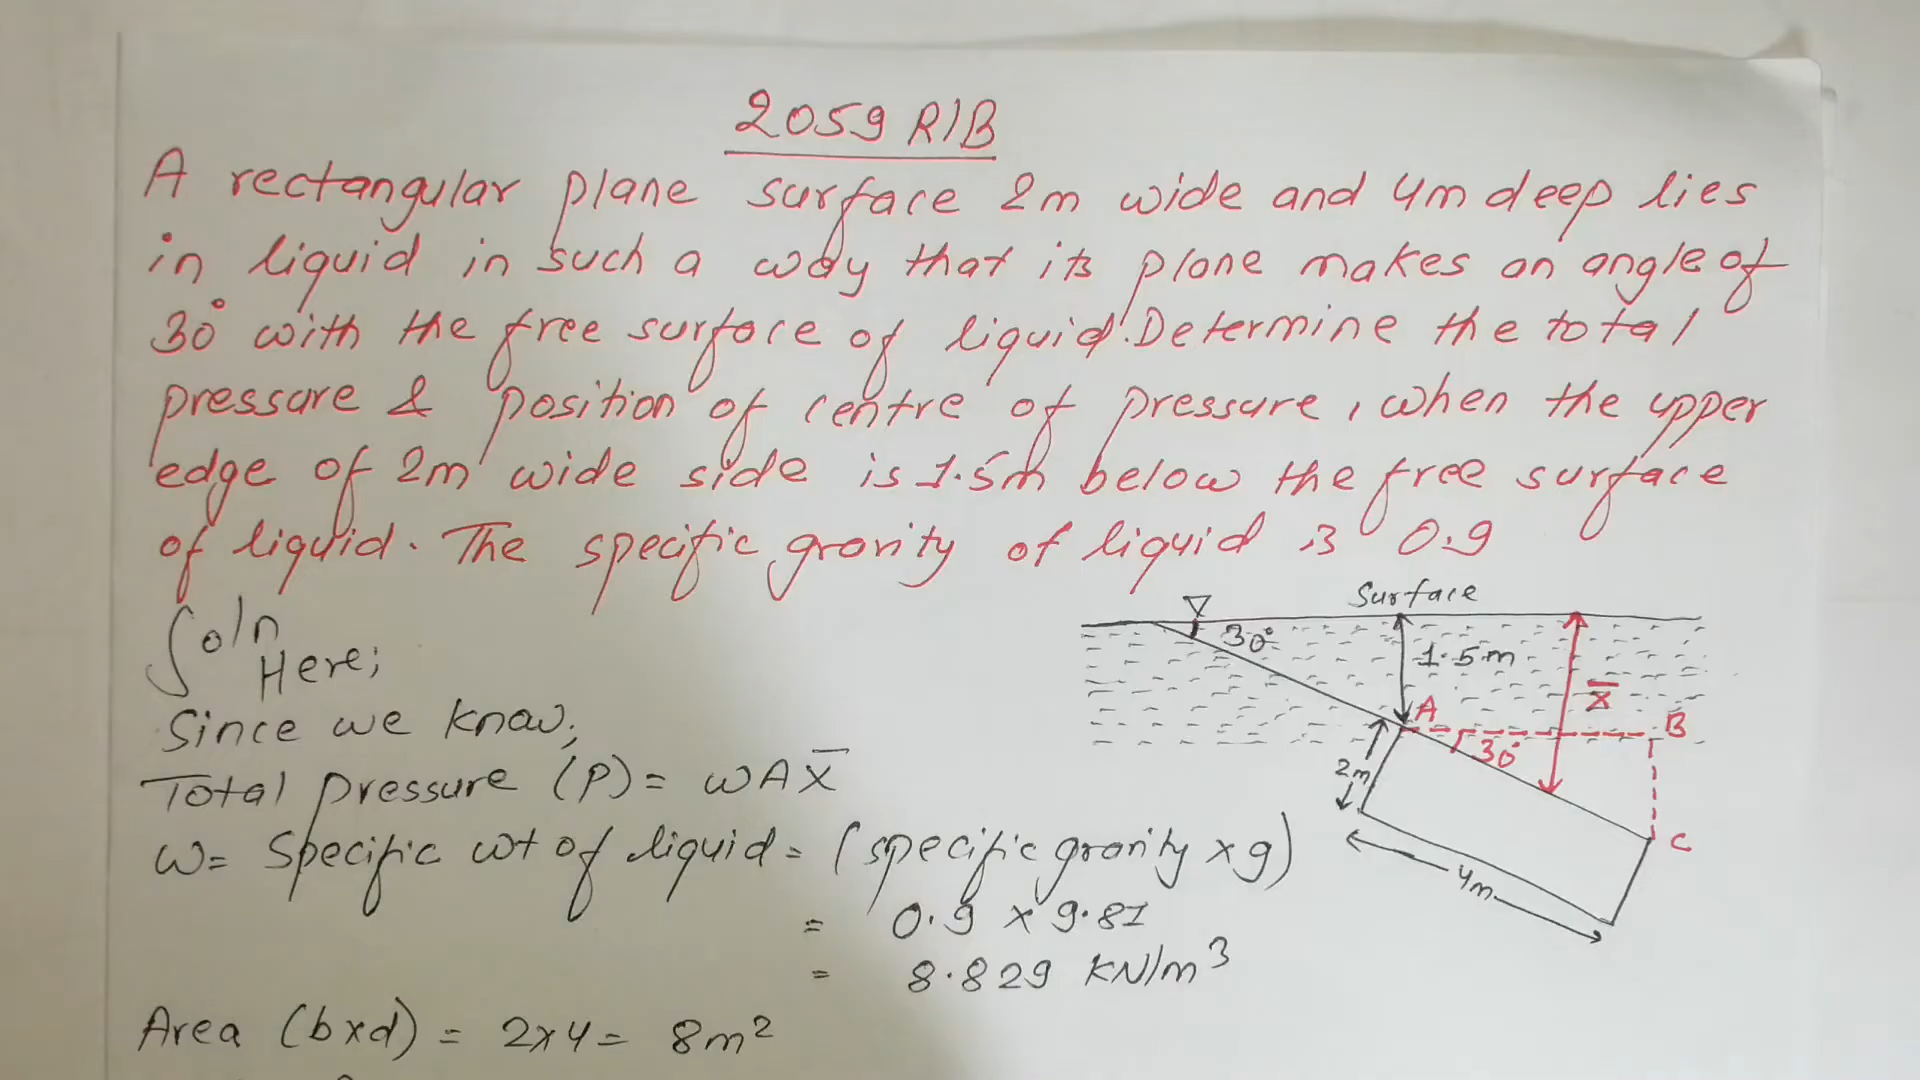 2059 R/B
A rectangular plane surface 2m wide and 4m deep lies
in liquid in such a way that its plane makes an angle of
30° with the free surface of liquid. Determine the total
pressure & position of centre of pressure, when the upper
edge of 2m wide side is 1.5m below the free surface
of liquid. The specific gravity of liquid is 0.9
Surface
30°
1.5m
x̄
A
B
30°
2m
C
4m
Soln
Here;
Since we know;
Total pressure (P) = ωAx̄
ω = Specific wt of liquid = (specific gravity x g)
= 0.9 x 9.81
= 8.829 KN/m³
Area (bxd) = 2x4 = 8m²